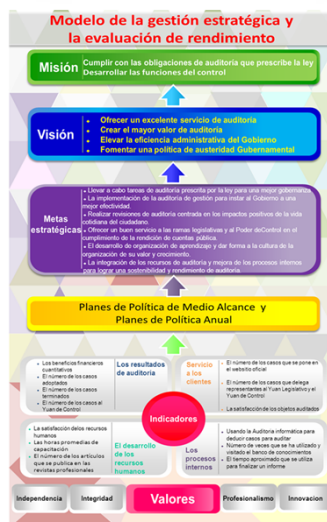 Modelo de la gestión estratégica y
la evaluación de rendimiento
Misión
Cumplir con las obligaciones de auditoría que prescribe la ley
Desarrollar las funciones del control
Visión
Ofrecer un excelente servicio de auditoría
Crear el mayor valor de auditoría
Elevar la eficiencia administrativa del Gobierno
Fomentar una política de austeridad Gubernamental
Metas
estratégicas
Llevar a cabo tareas de auditoría prescrita por ley para una mejor gobernanza
La implementación de la auditoría de gestión para instar al Gobierno a una
mejor efectividad.
Realizar revisiones de auditoría centrada en los impactos positivos de la vida
cotidiana del ciudadano.
Ofrecer un buen servicio a las ramas legislativas y al Poder deControl en el
cumplimiento de la rendición de cuentas pública.
El desarrollo de organización de aprendizaje y dar forma a la cultura de la
organización de su valor y crecimiento.
La integración de los recursos de auditoría y mejora de los procesos internos
para lograr una sostenibilidad y rendimiento de auditoría.
Planes de Política de Medio Alcance y
Planes de Política Anual
Los beneficios financieros
cuantitativos
El número de los casos
adoptados
El número de los casos
terminados
El número de los casos al
Yuan de Control
Los resultados
de auditoría
Servicio
a los
clientes
El número de los casos que se pone en
el websitio official
El número de los casos que delega
representantes al Yuan Legislativo y el
Yuan de Control
La satisfacción de los objetos auditados
Indicadores
La satisfacción delos recursos
humanos
Las horas promedias de
capacitación
El número de los artículos
que se publica en las
revistas profesionales
El desarrollo
de los
recursos
humanos
Los
procesos
internos
Usando la Auditoría informática para
deducir casos para auditar
Número veces que se ha utilizado y
visitado el banco de conocimientos
El tiempo aproximado que se utiliza
para finalizar un informe
Independencia
Integridad
Valores
Profesionalismo
Innovacion